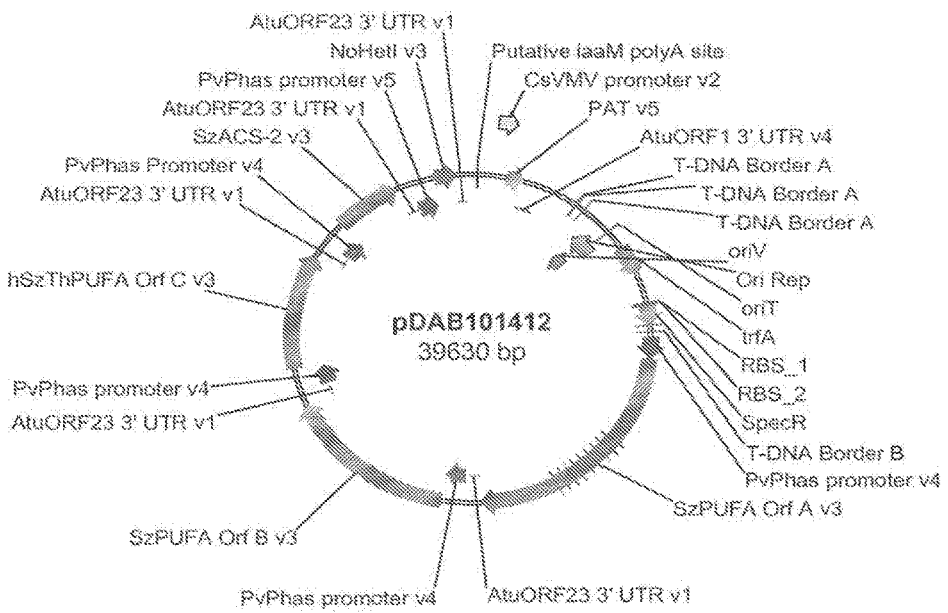 AtuORF23 3' UTR v1
NoHetI v3
Putative iaaM polyA site
PvPhas promoter v5
CsVMV promoter v2
AtuORF23 3' UTR v1
PAT v5
SzACS-2 v3
AtuORF1 3' UTR v4
PvPhas Promoter v4
T-DNA Border A
AtuORF23 3' UTR v1
T-DNA Border A
T-DNA Border A
oriV
hSzThPUFA Orf C v3
Ori Rep
oriT
pDAB101412
39630 bp
trfA
RBS_1
PvPhas promoter v4
RBS_2
AtuORF23 3' UTR v1
SpecR
T-DNA Border B
PvPhas promoter v4
SzPUFA Orf A v3
SzPUFA Orf B v3
PvPhas promoter v4
AtuORF23 3' UTR v1